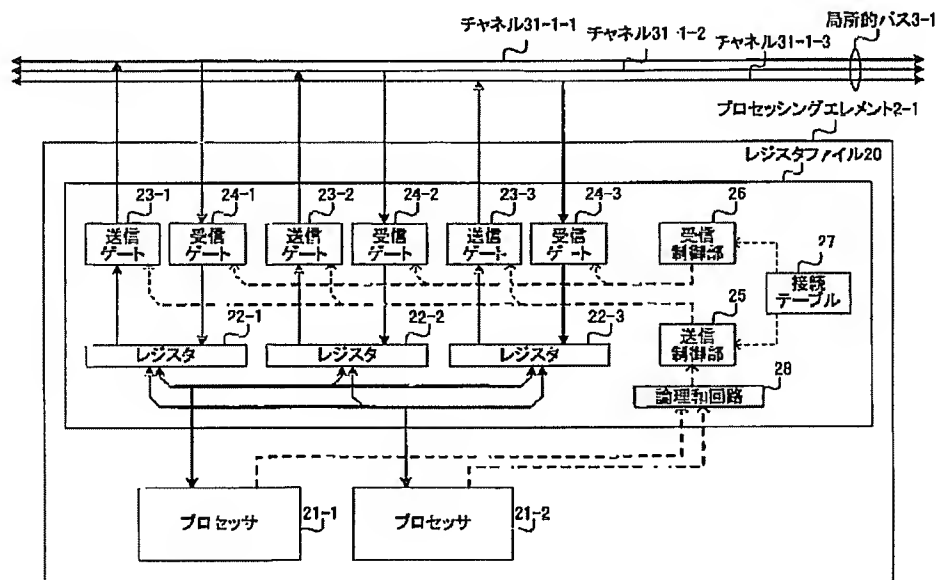 チャネル31-1-1
チャネル31-1-2
チャネル31-1-3
局所的バス3-1
プロセッシングエレメント2-1
レジスタファイル20
23-1
24-1
23-2
24-2
23-3
24-3
26
送信
ゲート
受信
ゲート
送信
ゲート
受信
ゲート
送信
ゲート
受信
ゲート
受信
制御部
27
接続
テーブル
25
送信
制御部
22-1
22-2
22-3
レジスタ
レジスタ
レジスタ
28
論理和回路
プロセッサ
21-1
プロセッサ
21-2